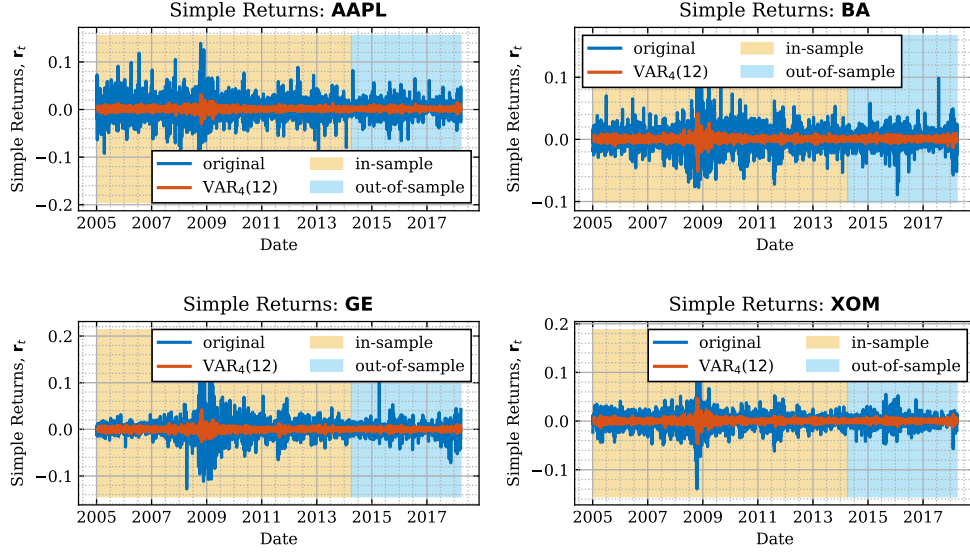 Simple Returns: AAPL
Simple Returns, r_t
0.1
0.0
−0.1
−0.2
original
VAR₄(12)
in-sample
out-of-sample
2005 2007 2009 2011 2013 2015 2017
Date
Simple Returns: BA
Simple Returns, r_t
0.1
0.0
−0.1
original
VAR₄(12)
in-sample
out-of-sample
2005 2007 2009 2011 2013 2015 2017
Date
Simple Returns: GE
Simple Returns, r_t
0.2
0.1
0.0
−0.1
original
VAR₄(12)
in-sample
out-of-sample
2005 2007 2009 2011 2013 2015 2017
Date
Simple Returns: XOM
Simple Returns, r_t
0.2
0.1
0.0
−0.1
original
VAR₄(12)
in-sample
out-of-sample
2005 2007 2009 2011 2013 2015 2017
Date